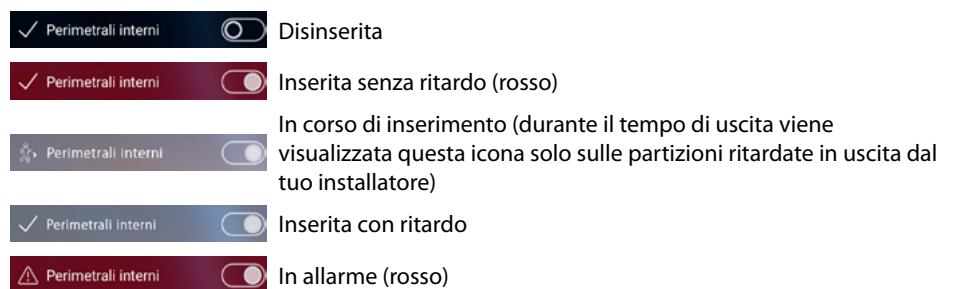 Perimetrali interni Disinserita
Perimetrali interni Inserita senza ritardo (rosso)
In corso di inserimento (durante il tempo di uscita viene
Perimetrali interni visualizzata questa icona solo sulle partizioni ritardate in uscita dal
tuo installatore)
Perimetrali interni Inserita con ritardo
Perimetrali interni In allarme (rosso)